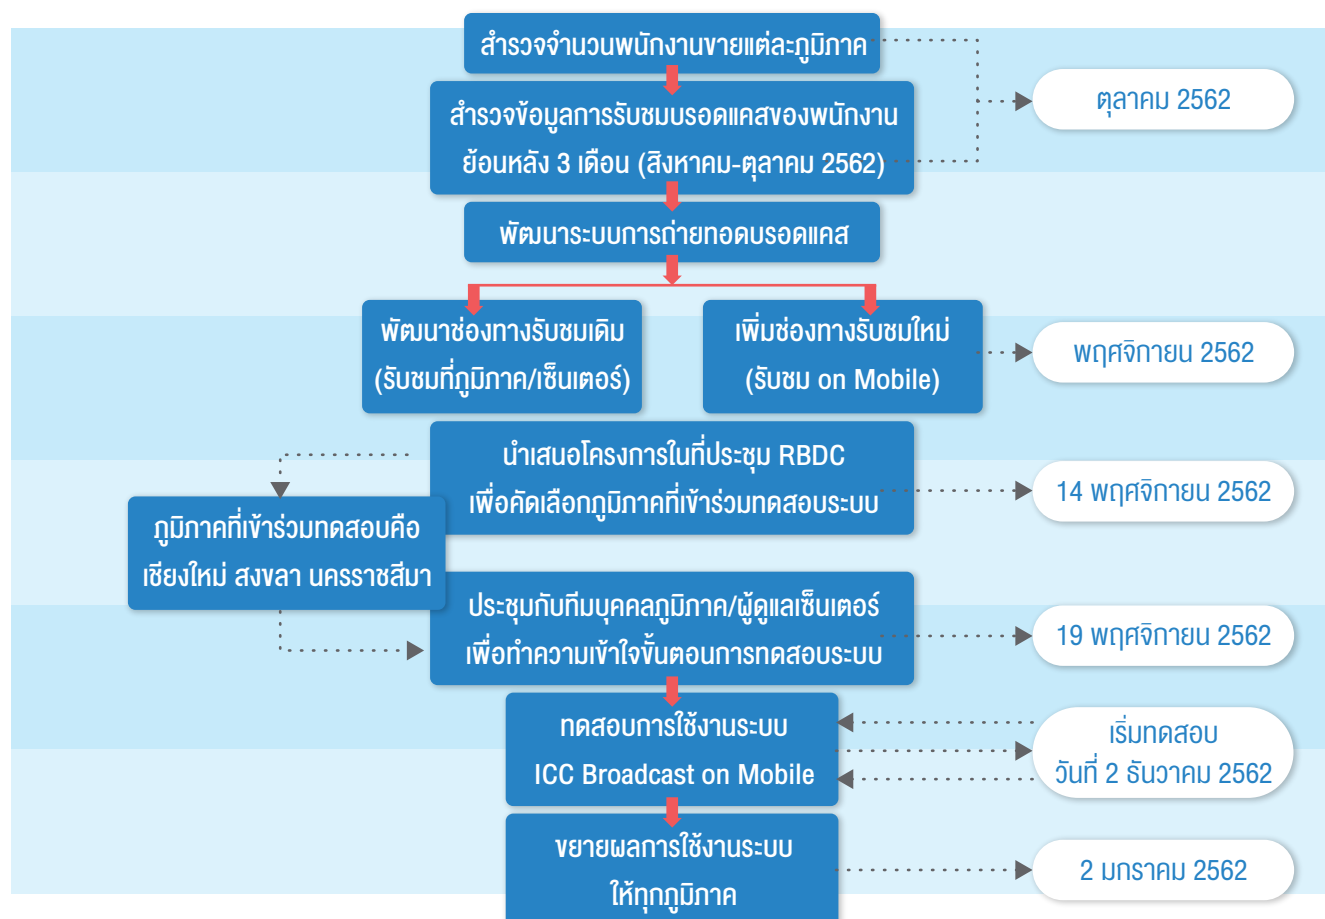 สำรวจจำนวนพนักงานขายแต่ละภูมิภาค
สำรวจข้อมูลการรับชมบรอดแคสของพนักงาน
ย้อนหลัง 3 เดือน (สิงหาคม-ตุลาคม 2562)
ตุลาคม 2562
พัฒนาระบบการถ่ายทอดบรอดแคส
พัฒนาช่องทางรับชมเดิม
(รับชมที่ภูมิภาค/เซ็นเตอร์)
เพิ่มช่องทางรับชมใหม่
(รับชม on Mobile)
พฤศจิกายน 2562
นำเสนอโครงการในที่ประชุม RBDC
เพื่อคัดเลือกภูมิภาคที่เข้าร่วมทดสอบระบบ
14 พฤศจิกายน 2562
ภูมิภาคที่เข้าร่วมทดสอบคือ
เชียงใหม่ สงขลา นครราชสีมา
ประชุมกับทีมบุคคลภูมิภาค/ผู้ดูแลเซ็นเตอร์
เพื่อทำความเข้าใจขั้นตอนการทดสอบระบบ
19 พฤศจิกายน 2562
ทดสอบการใช้งานระบบ
ICC Broadcast on Mobile
เริ่มทดสอบ
วันที่ 2 ธันวาคม 2562
ขยายผลการใช้งานระบบ
ให้ทุกภูมิภาค
2 มกราคม 2562